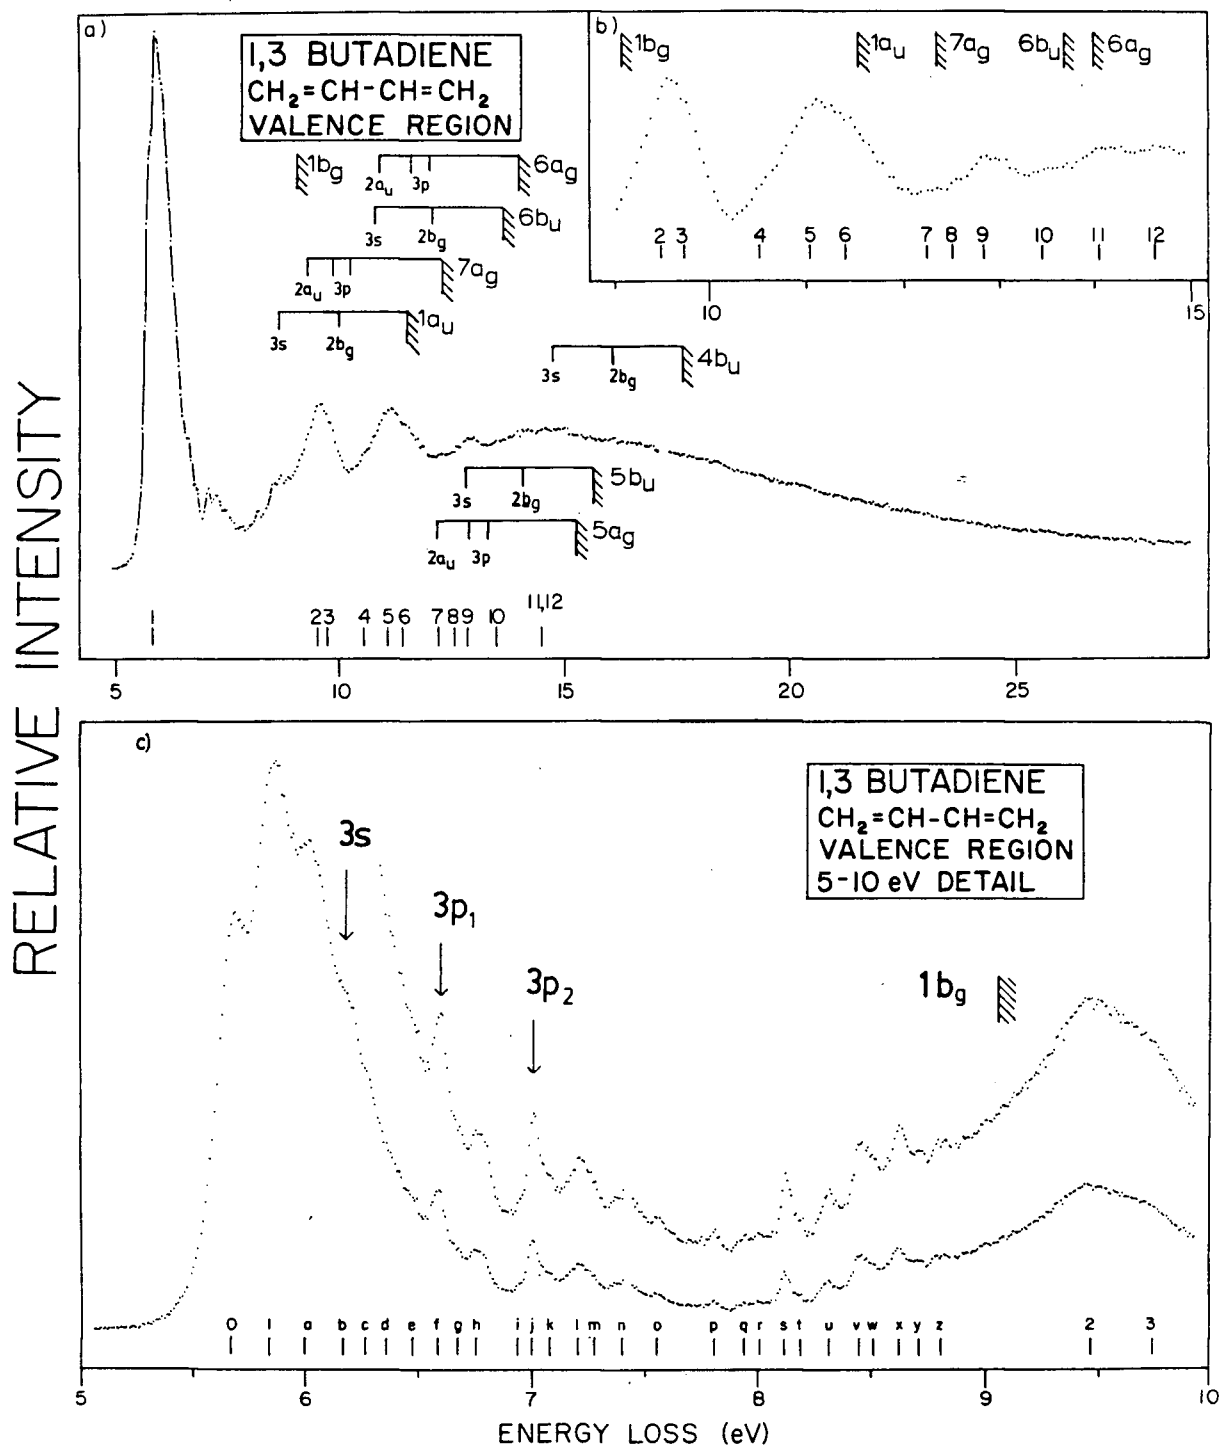 RELATIVE INTENSITY
a)
1,3 BUTADIENE
CH₂=CH-CH=CH₂
VALENCE REGION
1b_g
2a_u 3p 6a_g
3s 2b_g 6b_u
2a_u 3p 7a_g
3s 2b_g 1a_u
3s 2b_g 4b_u
3s 2b_g 5b_u
2a_u 3p 5a_g
1 2 3 4 5 6 7 8 9 10 11,12
5 10 15 20 25
b)
1b_g 1a_u 7a_g 6b_u 6a_g
2 3 4 5 6 7 8 9 10 11 12
10 15
c)
1,3 BUTADIENE
CH₂=CH-CH=CH₂
VALENCE REGION
5-10 eV DETAIL
3s
3p₁
3p₂
1b_g
0 1 a b c d e f g h i j k l m n o p q r s t u v w x y z 2 3
5 6 7 8 9 10
ENERGY LOSS (eV)